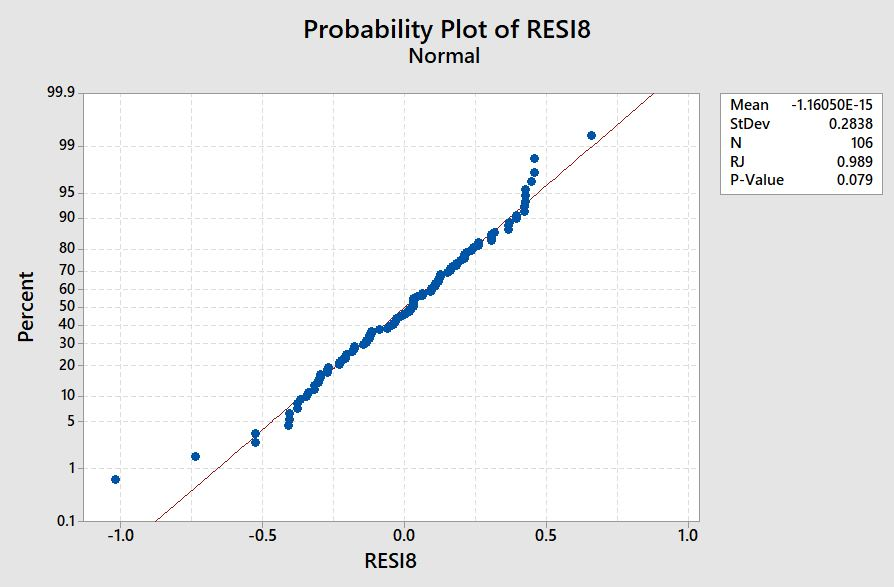 Probability Plot of RESI8
Normal
99.9
99
95
90
80
70
60
50
40
30
20
10
5
1
0.1
Percent
-1.0
-0.5
0.0
0.5
1.0
RESI8
Mean -1.16050E-15
StDev 0.2838
N 106
RJ 0.989
P-Value 0.079